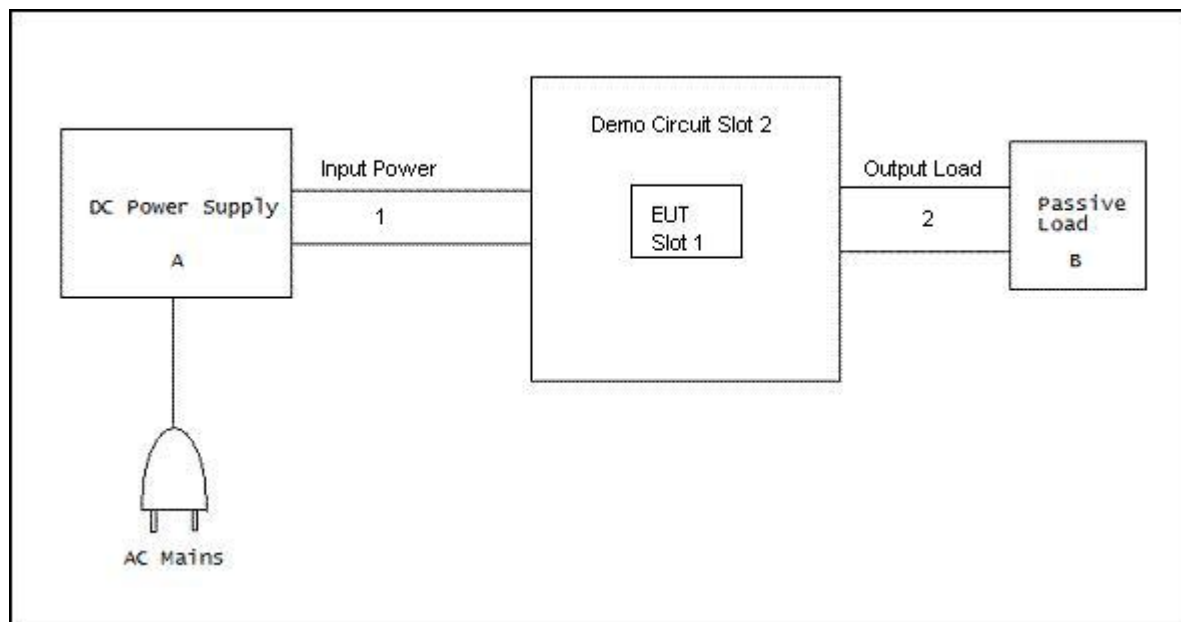 Demo Circuit Slot 2
Input Power
Output Load
DC Power Supply
1
EUT
Slot 1
2
Passive
Load
A
B
AC Mains